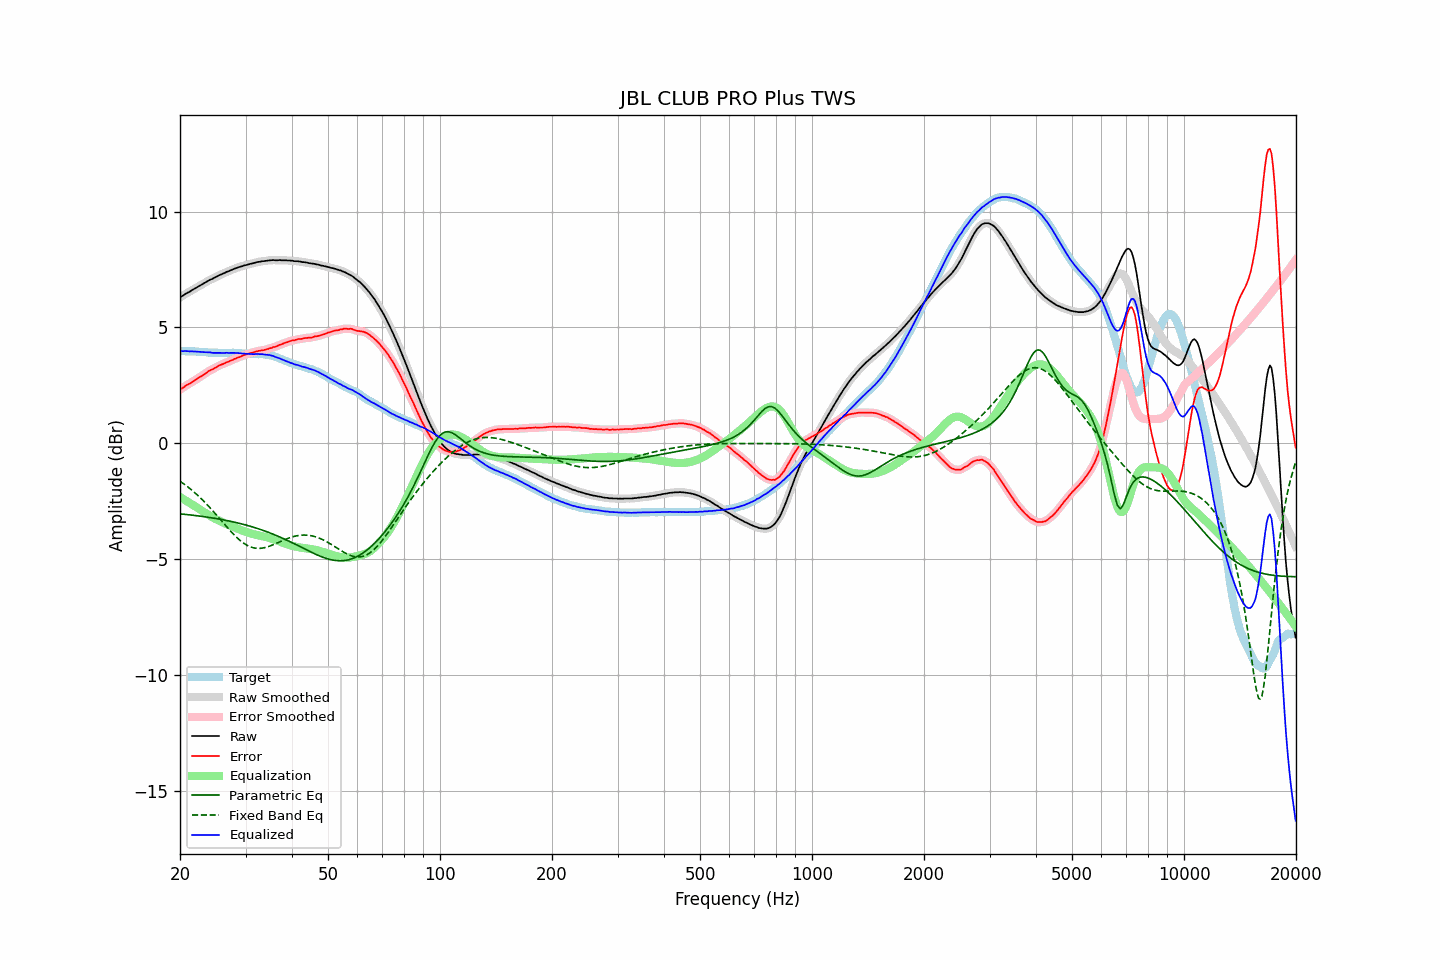 JBL CLUB PRO Plus TWS
Amplitude (dBr)
10
5
0
−5
−10
−15
Target
Raw Smoothed
Error Smoothed
Raw
Error
Equalization
Parametric Eq
Fixed Band Eq
Equalized
20 50 100 200 500 1000 2000 5000 10000 20000
Frequency (Hz)